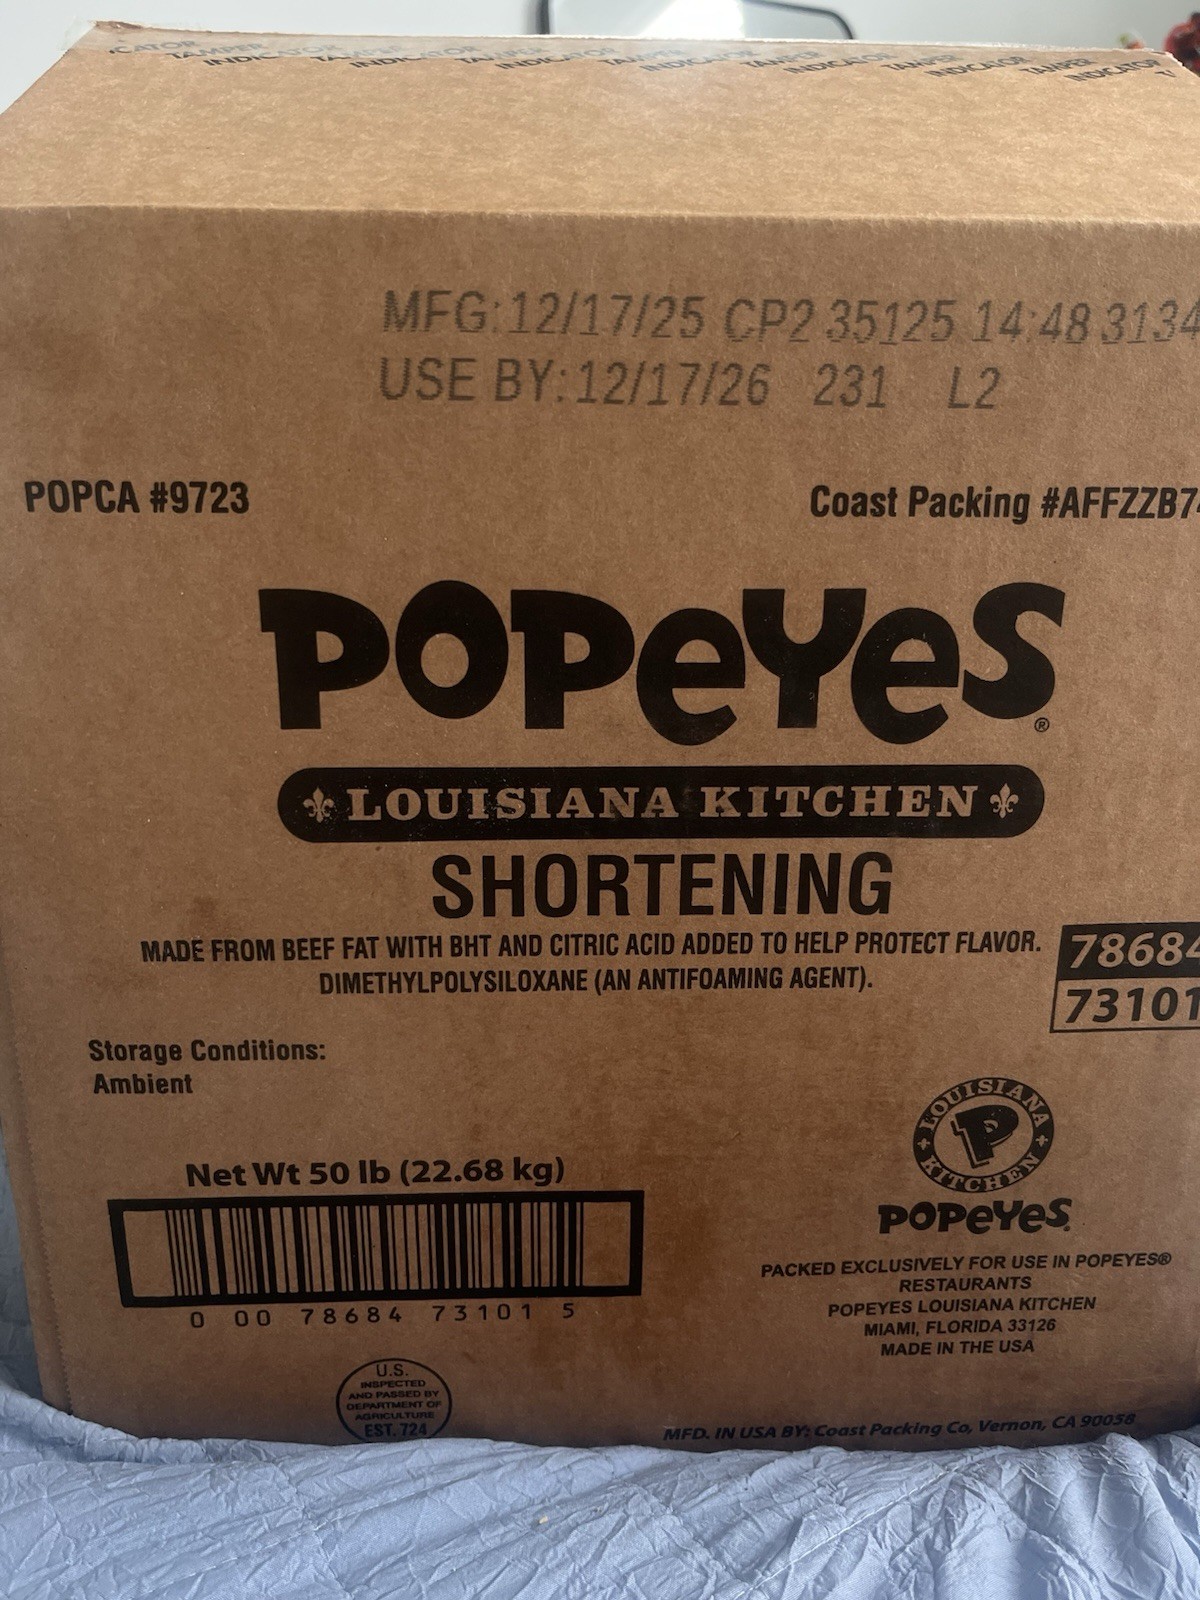 CATOR TAMPER INDICATOR TAMPER INDICATOR TAMPER INDICATOR TAMPER INDICATOR TAMPER INDICATOR TAMPER INDICATOR TAMPER INDICATOR
MFG:12/17/25 CP2 35125 14:48 3134
USE BY:12/17/26 231 L2
POPCA #9723
Coast Packing #AFFZZB7
POPEYES®
LOUISIANA KITCHEN
SHORTENING
MADE FROM BEEF FAT WITH BHT AND CITRIC ACID ADDED TO HELP PROTECT FLAVOR.
DIMETHYLPOLYSILOXANE (AN ANTIFOAMING AGENT).
78684
73101
Storage Conditions:
Ambient
Net Wt 50 lb (22.68 kg)
0 00 78684 73101 5
LOUISIANA
P
KITCHEN
POPEYES
PACKED EXCLUSIVELY FOR USE IN POPEYES®
RESTAURANTS
POPEYES LOUISIANA KITCHEN
MIAMI, FLORIDA 33126
MADE IN THE USA
U.S.
INSPECTED
AND PASSED BY
DEPARTMENT OF
AGRICULTURE
EST. 724
MFD. IN USA BY: Coast Packing Co, Vernon, CA 90058